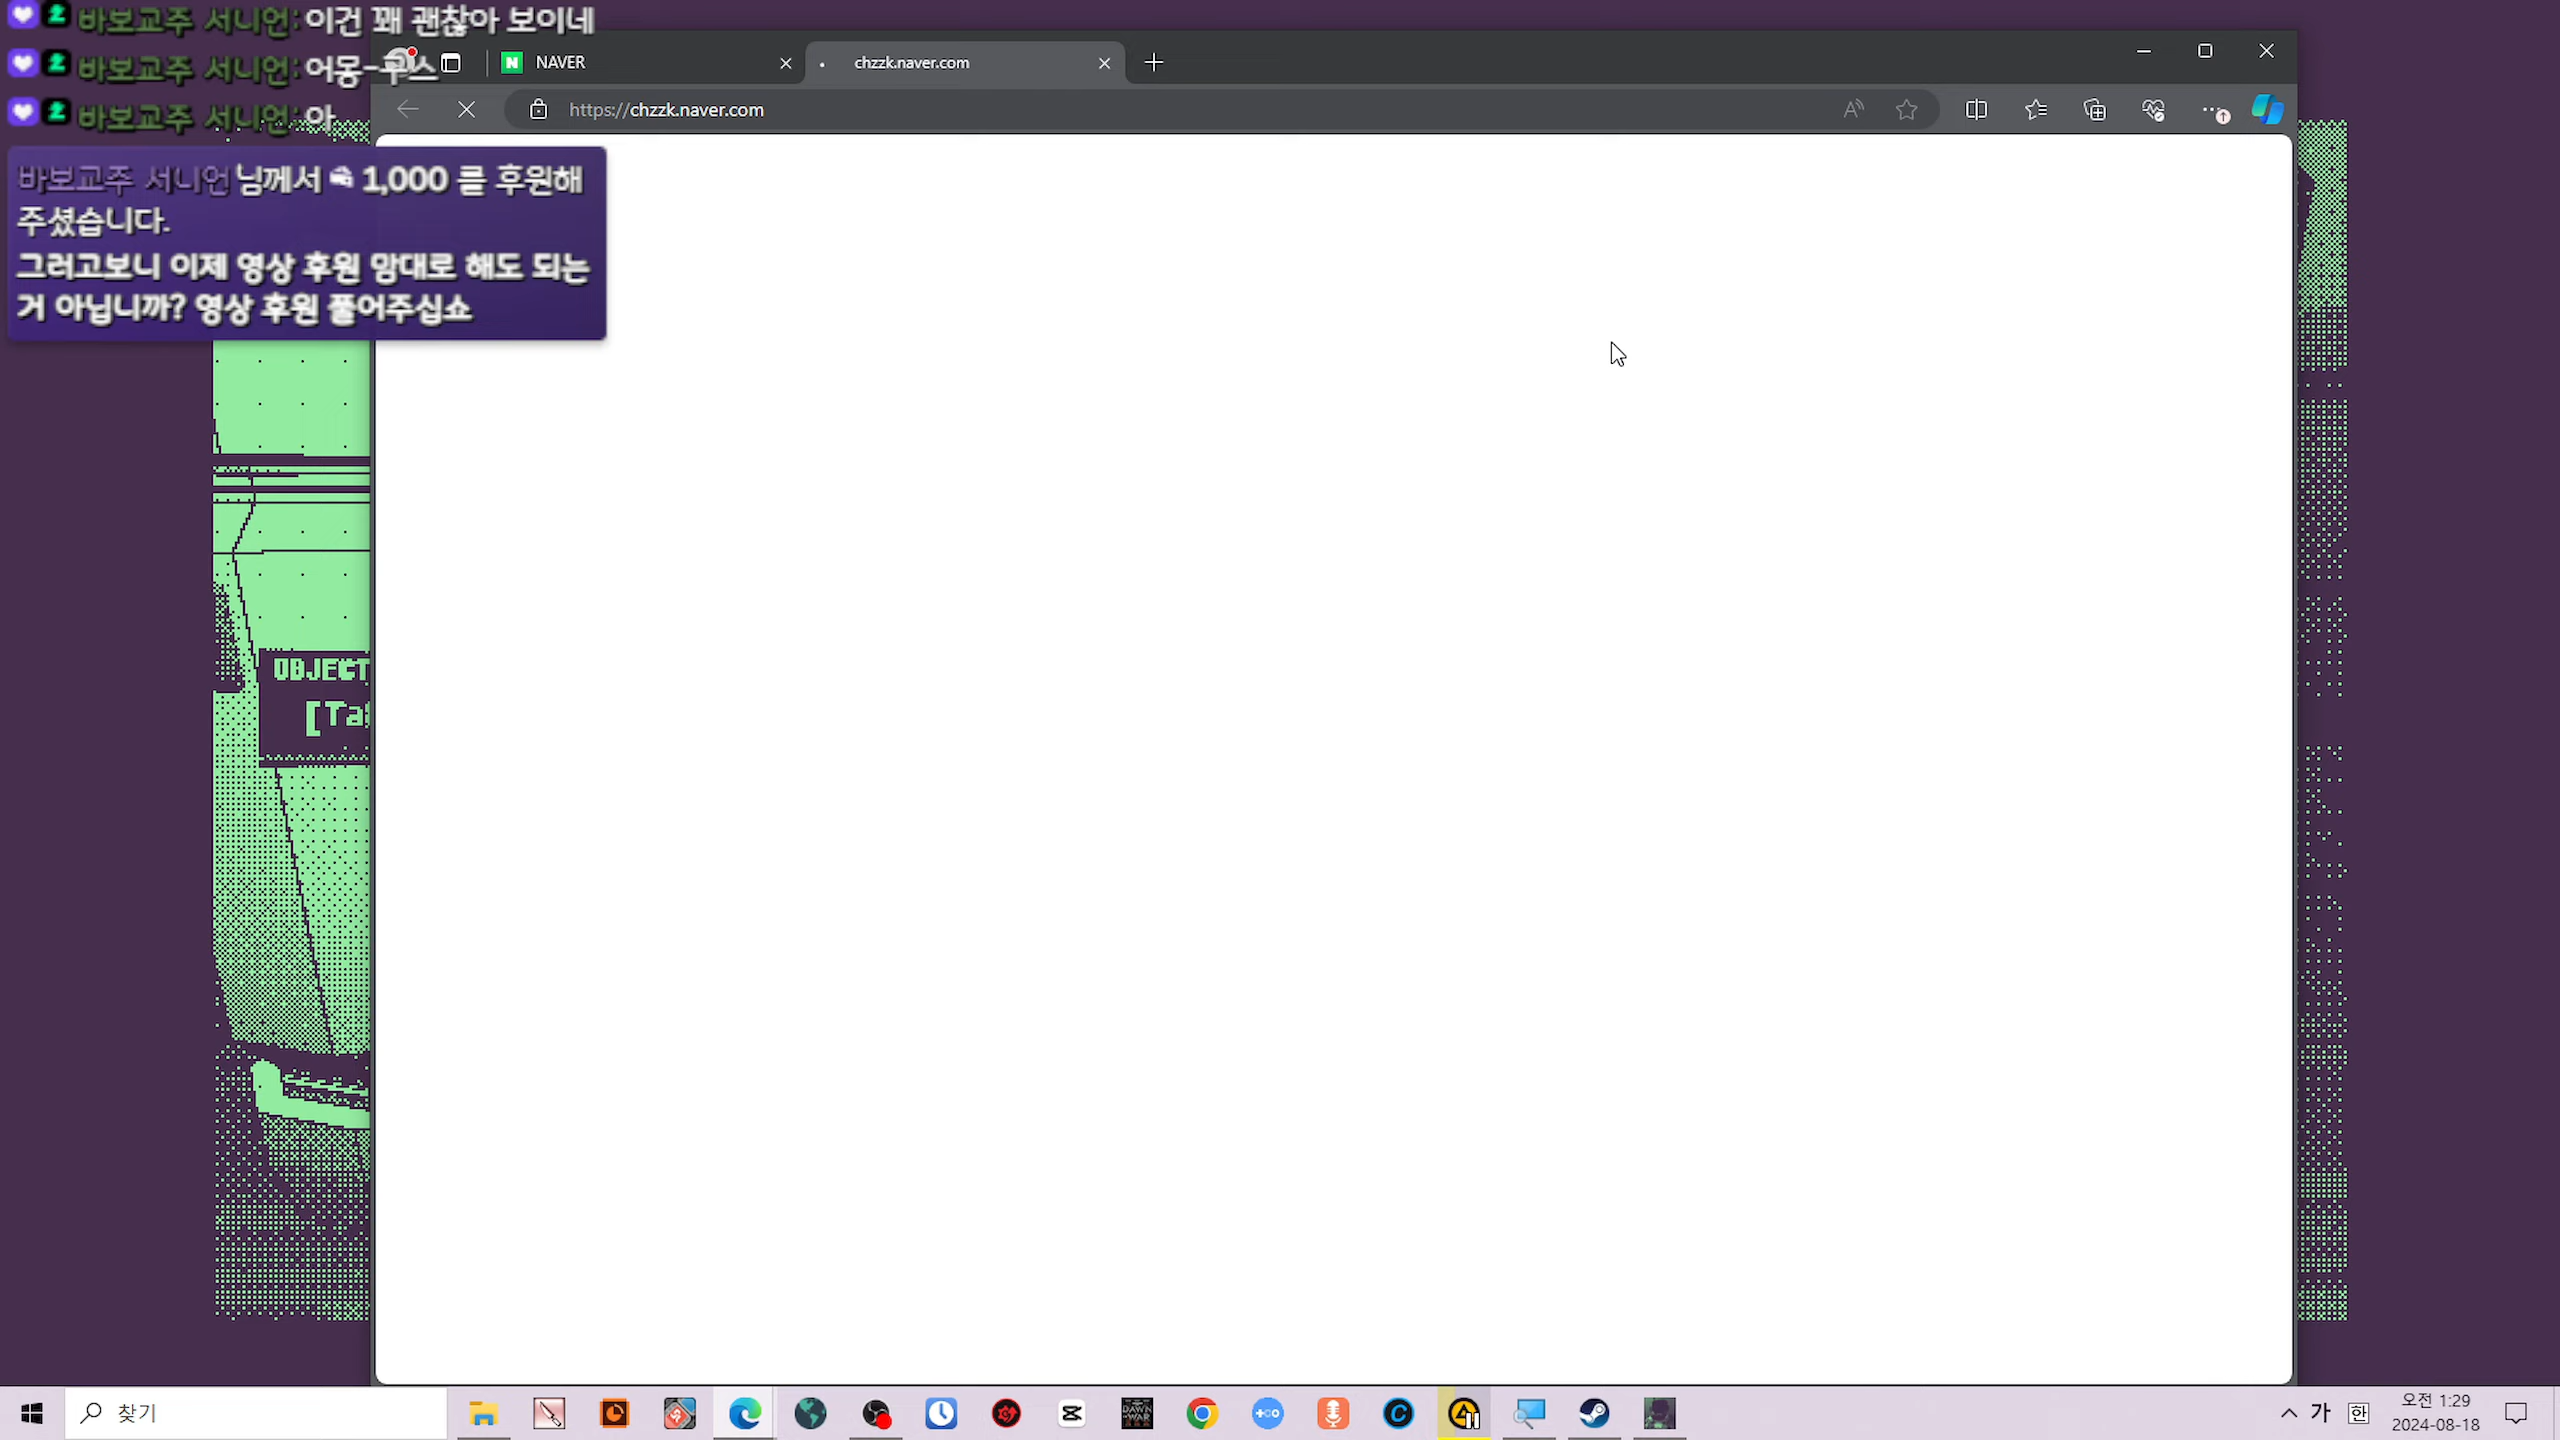 바보교주 서니언: 이건 꽤 괜찮아 보이네
바보교주 서니언: 어몽-우스
바보교주 서니언: 아
바보교주 서니언 님께서 1,000 를 후원해
주셨습니다.
그러고보니 이제 영상 후원 맘대로 해도 되는
거 아닙니까? 영상 후원 풀어주십쇼
NAVER
chzzk.naver.com
https://chzzk.naver.com
OBJECT
찾기
DAWN
WAR
가
한
오전 1:29
2024-08-18